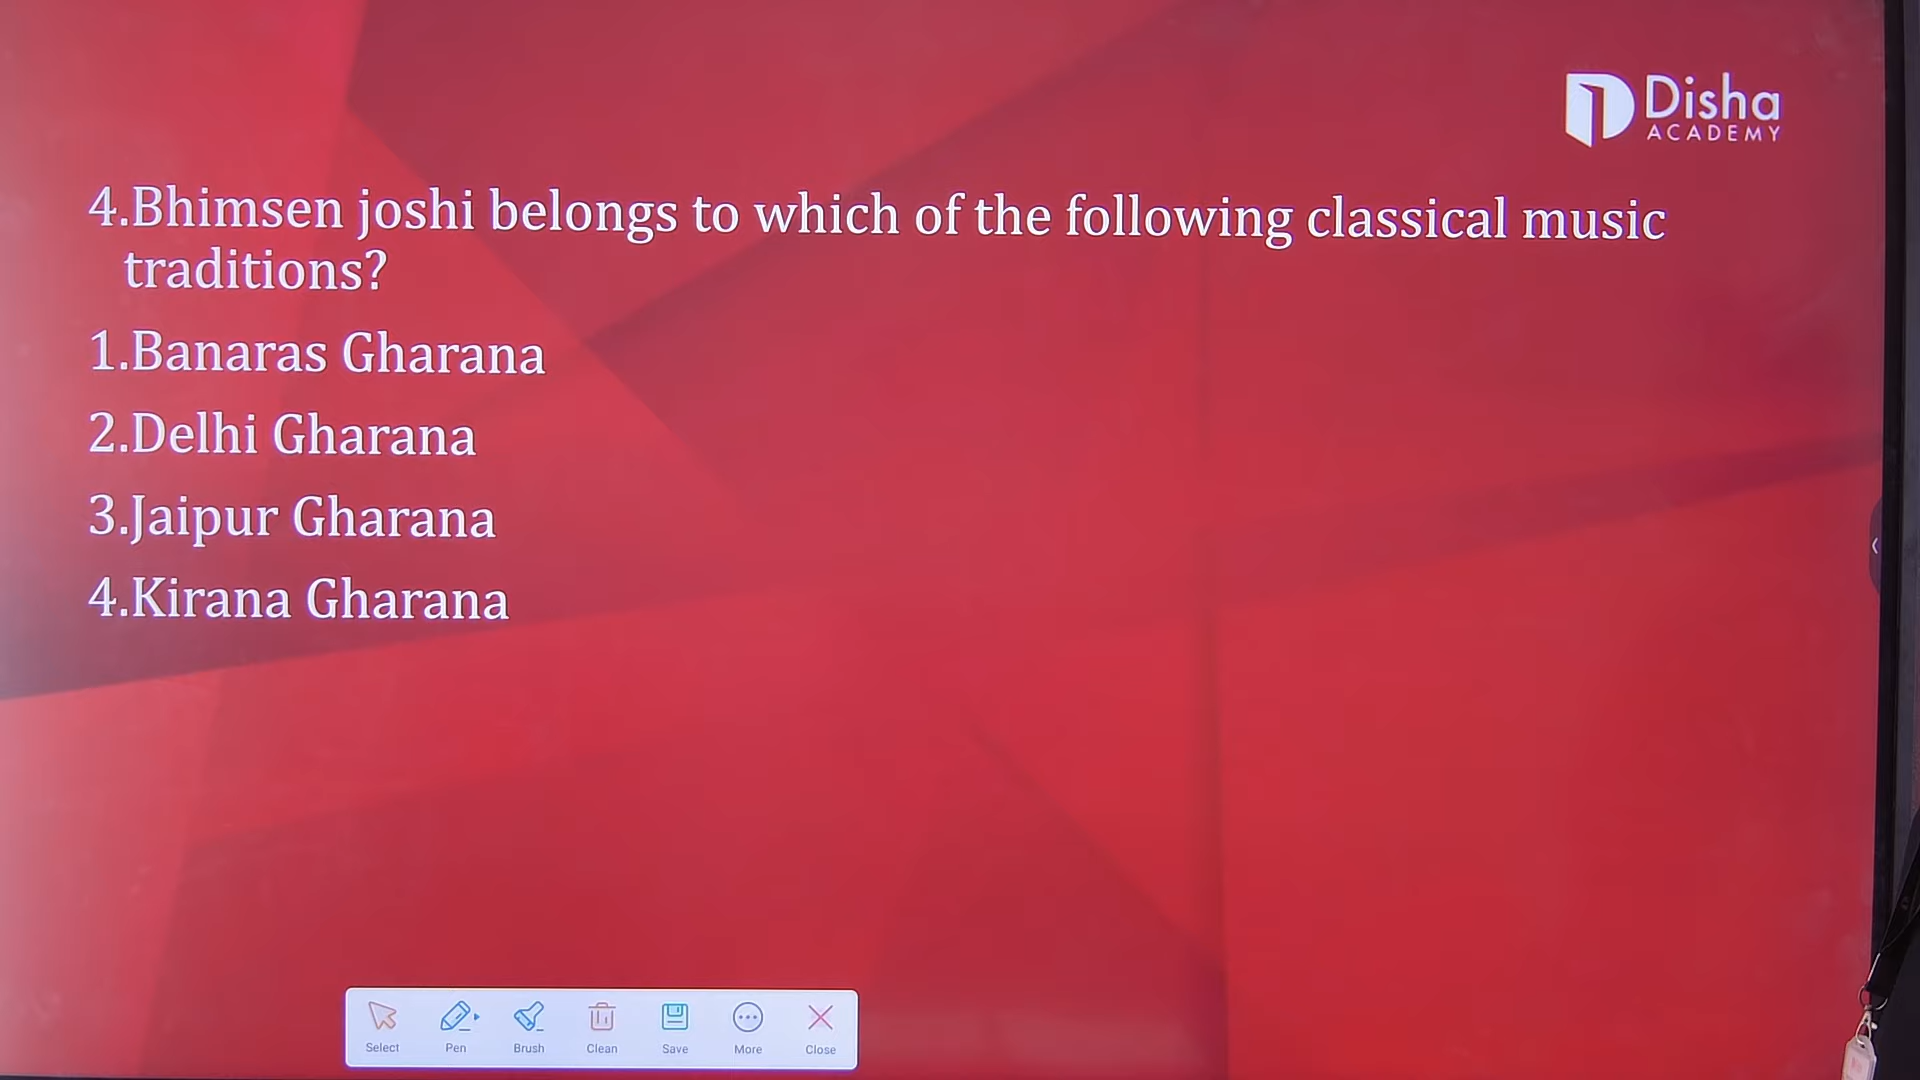 Disha
ACADEMY
4.Bhimsen joshi belongs to which of the following classical music
traditions?
1.Banaras Gharana
2.Delhi Gharana
3.Jaipur Gharana
4.Kirana Gharana
Select Pen Brush Clean Save More Close